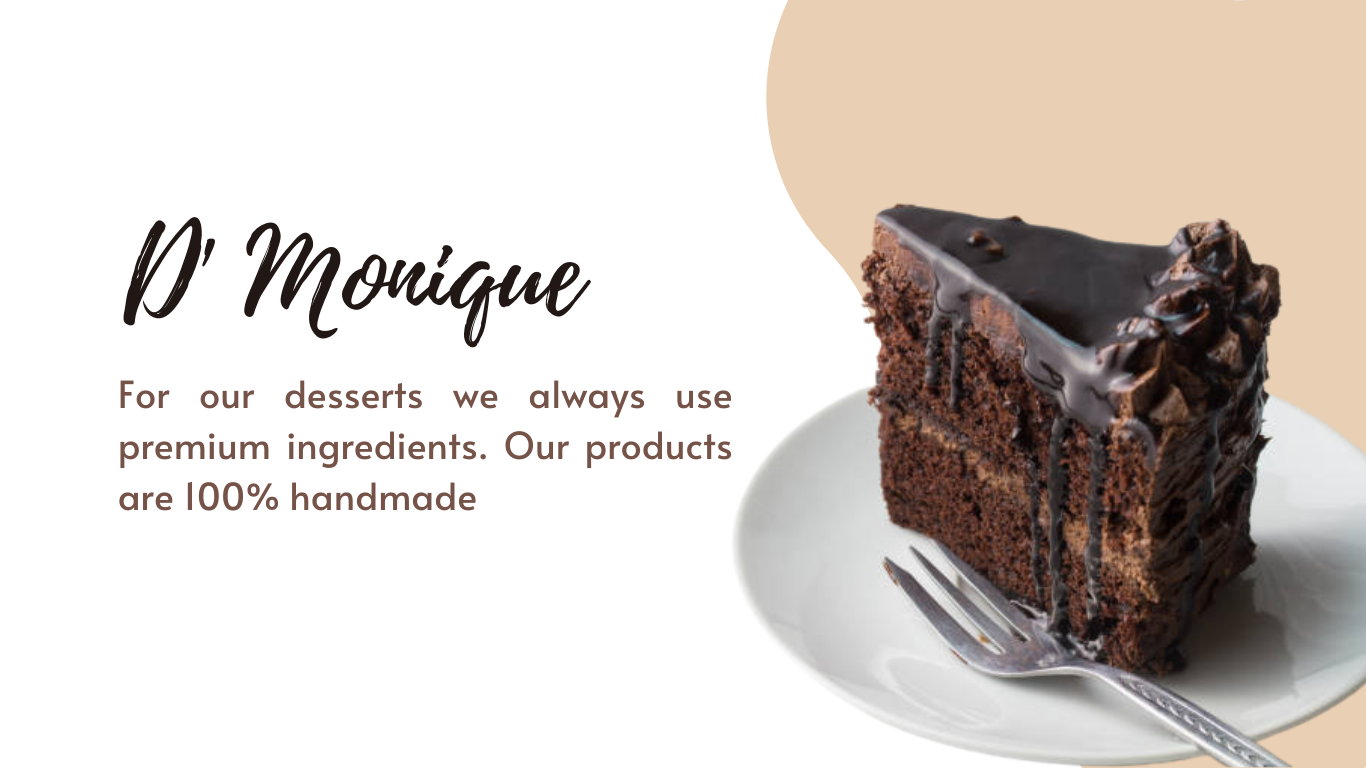 D' Monique
For our desserts we always use
premium ingredients. Our products
are 100% handmade